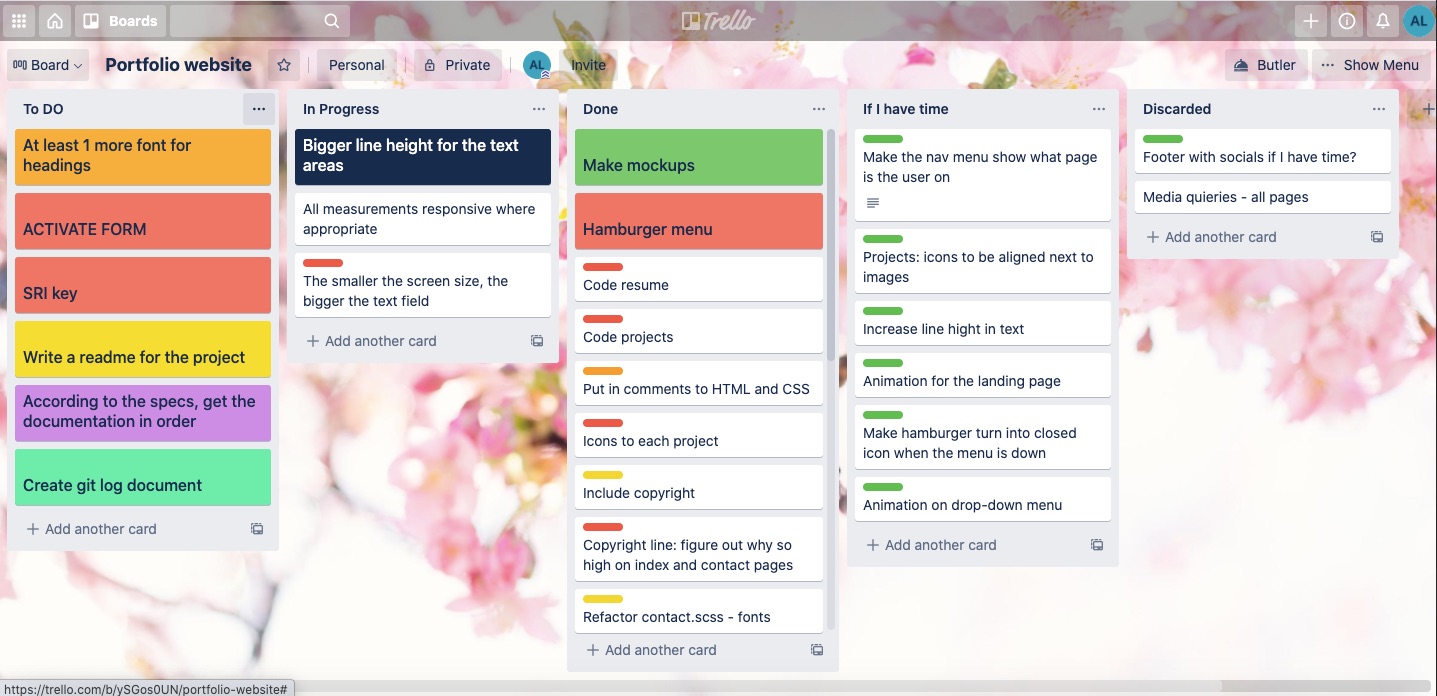 Boards
Trello
AL
Board
Portfolio website
Personal
Private
AL
Invite
Butler
... Show Menu
To DO ...
At least 1 more font for
headings
ACTIVATE FORM
SRI key
Write a readme for the project
According to the specs, get the
documentation in order
Create git log document
+ Add another card
In Progress ...
Bigger line height for the text
areas
All measurements responsive where
appropriate
The smaller the screen size, the
bigger the text field
+ Add another card
Done ...
Make mockups
Hamburger menu
Code resume
Code projects
Put in comments to HTML and CSS
Icons to each project
Include copyright
Copyright line: figure out why so
high on index and contact pages
Refactor contact.scss - fonts
+ Add another card
If I have time ...
Make the nav menu show what page
is the user on
Projects: icons to be aligned next to
images
Increase line hight in text
Animation for the landing page
Make hamburger turn into closed
icon when the menu is down
Animation on drop-down menu
+ Add another card
Discarded ...
Footer with socials if I have time?
Media quieries - all pages
+ Add another card
https://trello.com/b/ySGos0UN/portfolio-website#